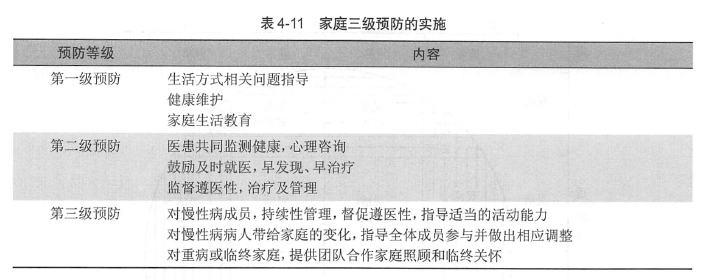 表 4-11 家庭三级预防的实施
预防等级 内容
第一级预防 生活方式相关问题指导
健康维护
家庭生活教育
第二级预防 医患共同监测健康，心理咨询
鼓励及时就医，早发现、早治疗
监督遵医性，治疗及管理
第三级预防 对慢性病成员，持续性管理，督促遵医性，指导适当的活动能力
对慢性病病人带给家庭的变化，指导全体成员参与并做出相应调整
对重病或临终家庭，提供团队合作家庭照顾和临终关怀